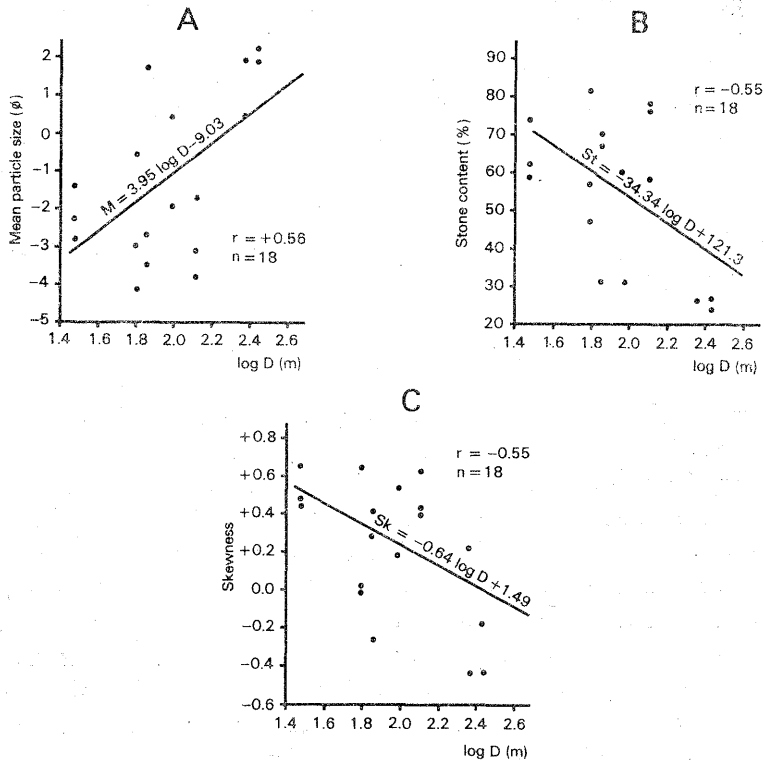 A
Mean particle size (ø)
2
1
0
−1
−2
−3
−4
−5
1.4 1.6 1.8 2.0 2.2 2.4 2.6
log D (m)
M = 3.95 log D−9.03
r = +0.56
n=18
B
Stone content (%)
90
80
70
60
50
40
30
20
1.4 1.6 1.8 2.0 2.2 2.4 2.6
log D (m)
St = −34.34 log D+121.3
r = −0.55
n=18
C
Skewness
+0.8
+0.6
+0.4
+0.2
0.0
−0.2
−0.4
−0.6
1.4 1.6 1.8 2.0 2.2 2.4 2.6
log D (m)
Sk = −0.64 log D+1.49
r = −0.55
n=18